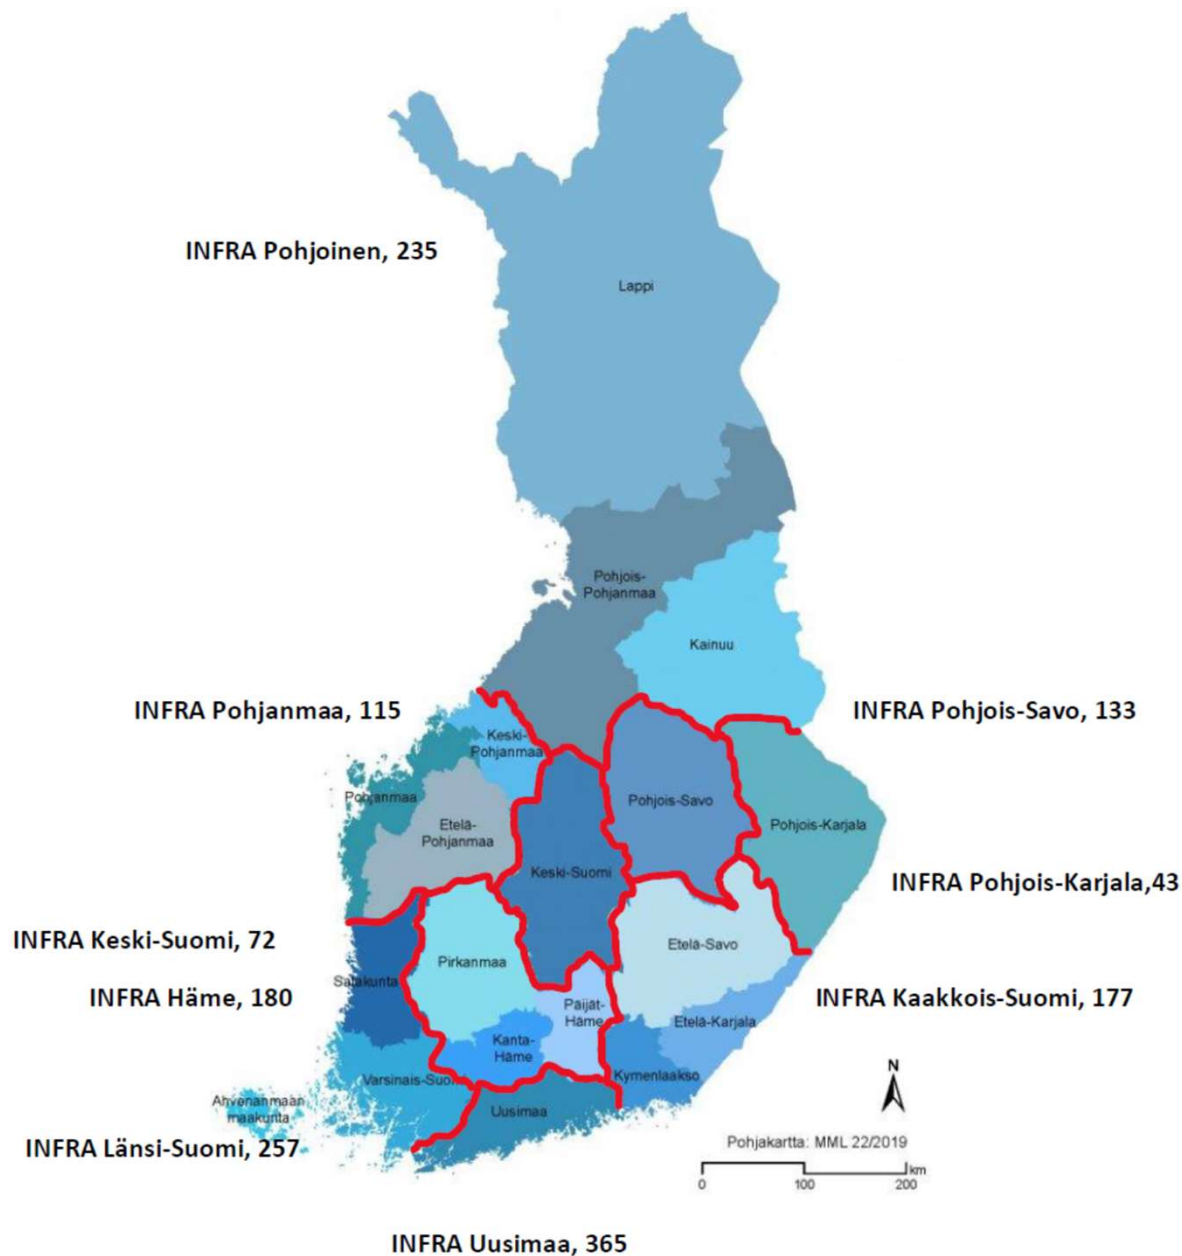 INFRA Pohjoinen, 235
Lappi
Pohjois-
Pohjanmaa
Kainuu
INFRA Pohjanmaa, 115
INFRA Pohjois-Savo, 133
Keski-
Pohjanmaa
Pohjanmaa
Pohjois-Savo
Etelä-
Pohjanmaa
Pohjois-Karjala
Keski-Suomi
INFRA Pohjois-Karjala,43
INFRA Keski-Suomi, 72
Etelä-Savo
Pirkanmaa
Satakunta
INFRA Häme, 180
INFRA Kaakkois-Suomi, 177
Päijät-
Häme
Etelä-Karjala
Kanta-
Häme
Kymenlaakso
Varsinais-Suomi
Ahvenanmaan
maakunta
Uusimaa
N
INFRA Länsi-Suomi, 257
Pohjakartta: MML 22/2019
km
0 100 200
INFRA Uusimaa, 365